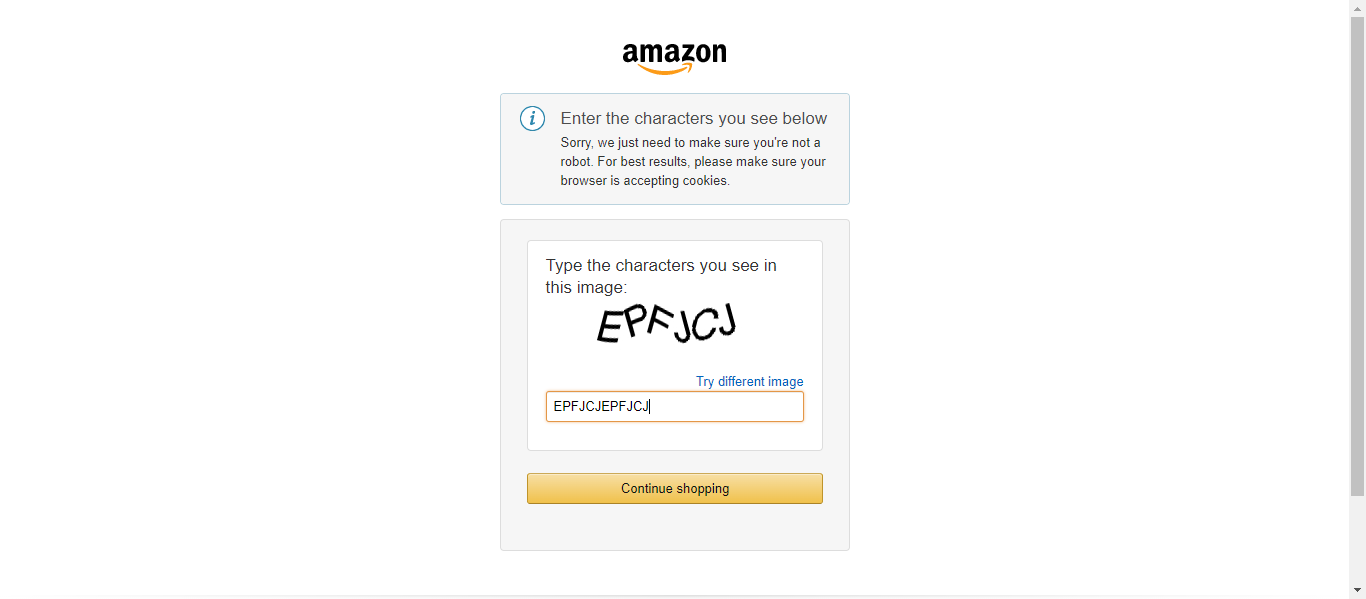 amazon
Enter the characters you see below
Sorry, we just need to make sure you're not a
robot. For best results, please make sure your
browser is accepting cookies.
Type the characters you see in
this image:
EPFJCJ
Try different image
EPFJCJEPFJCJ
Continue shopping